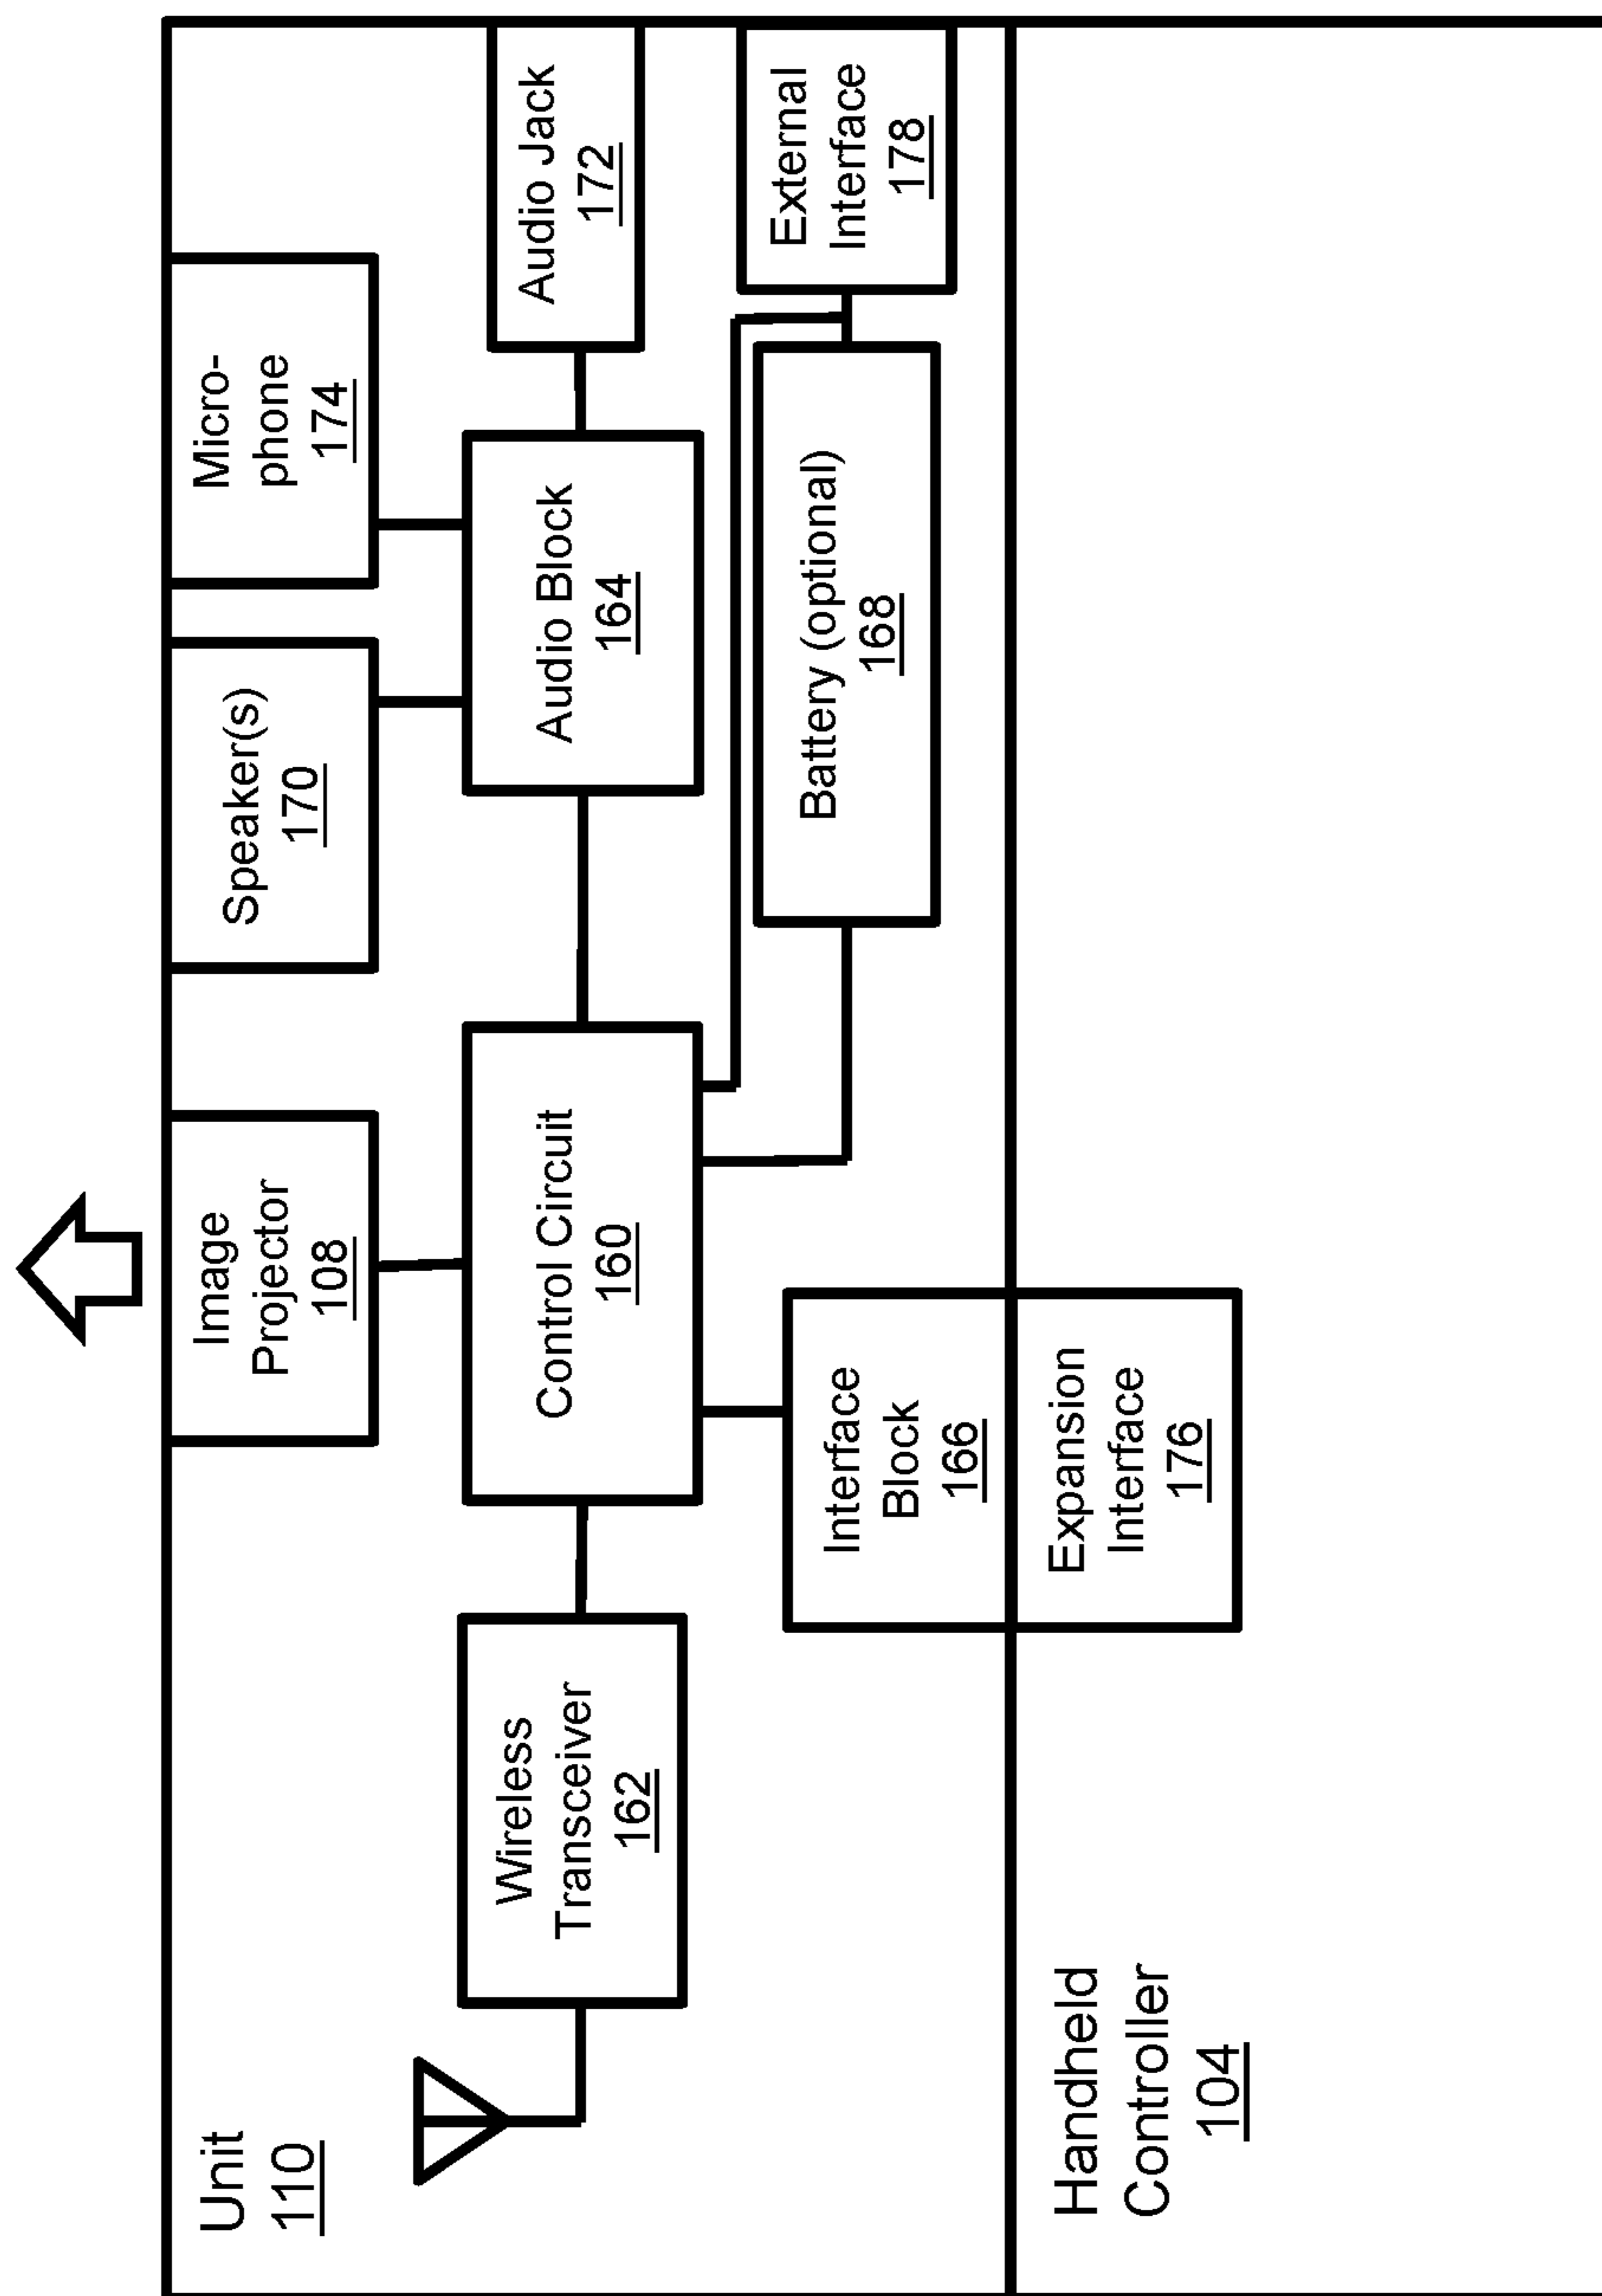 Unit
110
Image
Projector
108
Speaker(s)
170
Micro-
phone
174
Wireless
Transceiver
162
Control Circuit
160
Audio Block
164
Audio Jack
172
Interface
Block
166
Battery (optional)
168
External
Interface
178
Handheld
Controller
104
Expansion
Interface
176